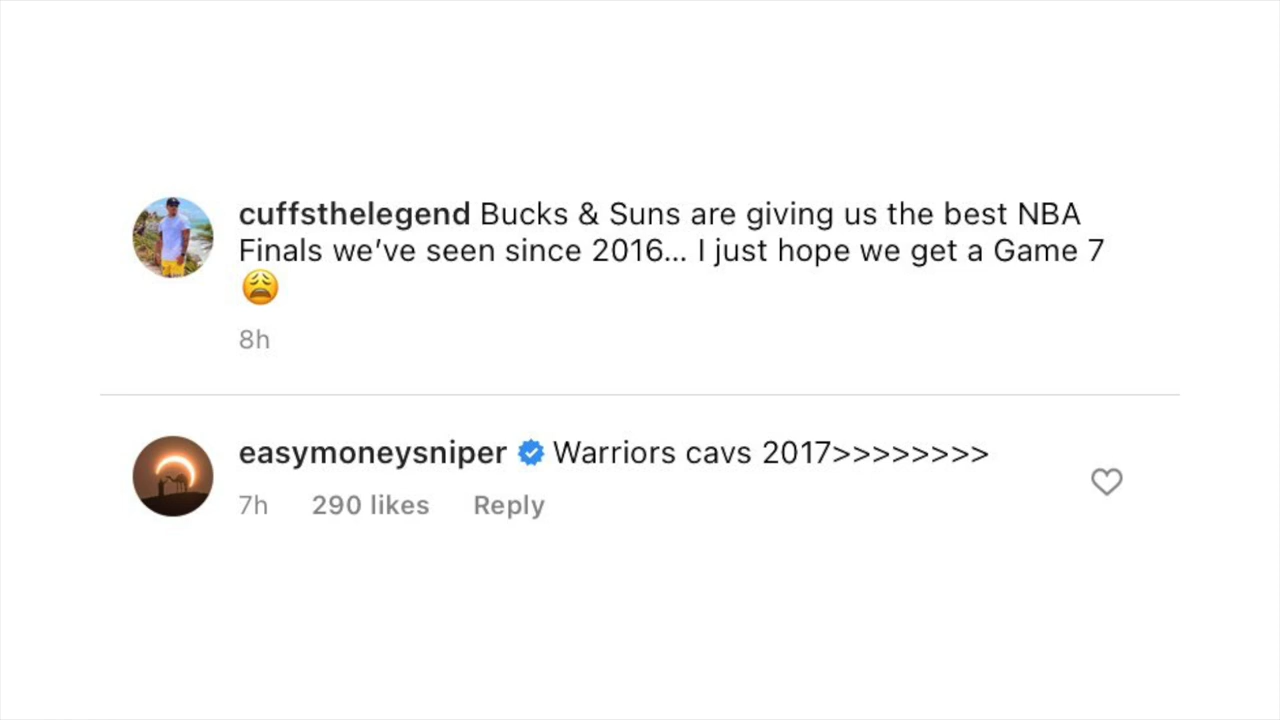 cuffsthelegend Bucks & Suns are giving us the best NBA
Finals we’ve seen since 2016... I just hope we get a Game 7
😩
8h
easymoneysniper Warriors cavs 2017>>>>>>>>
7h 290 likes Reply